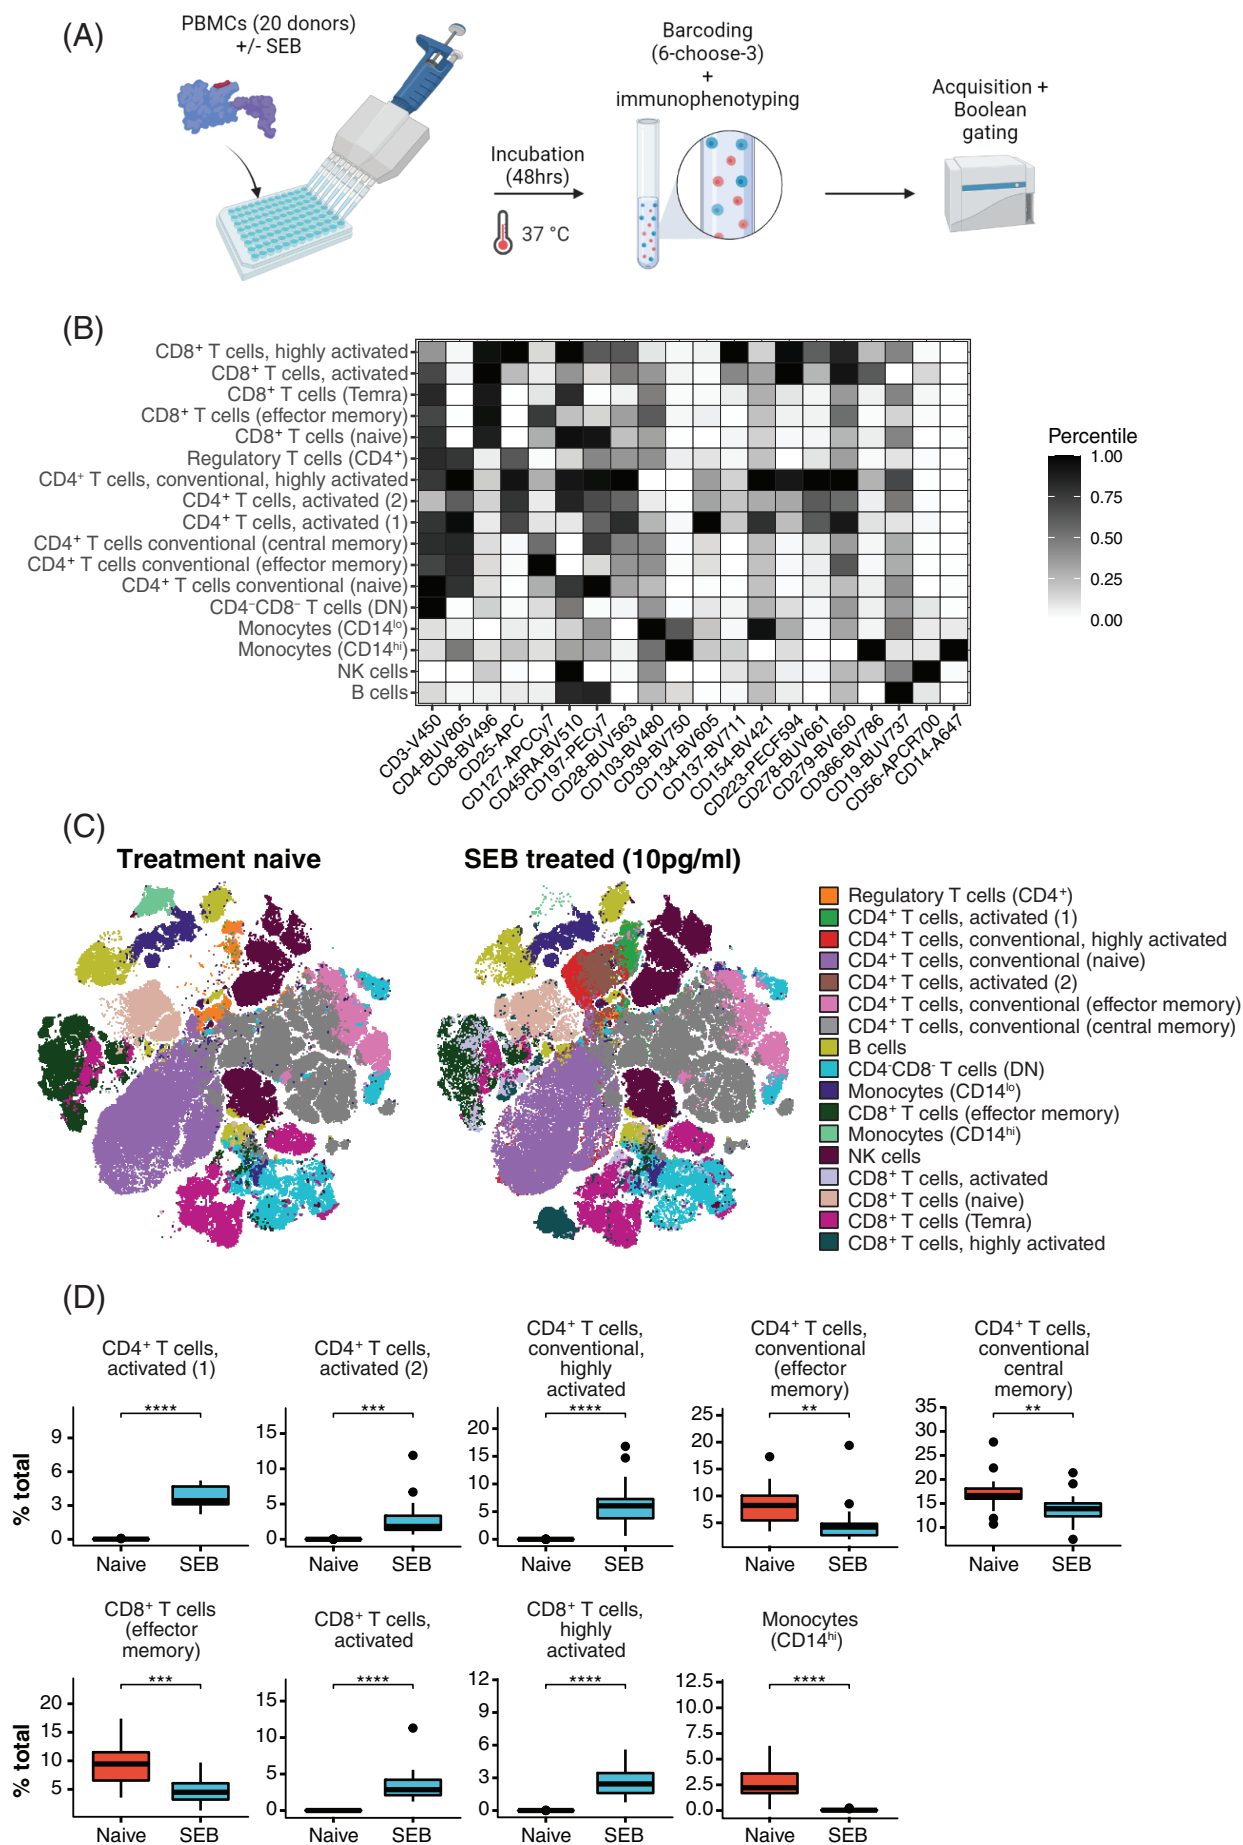 (A)
PBMCs (20 donors)
+/- SEB
Incubation
(48hrs)
37 °C
Barcoding
(6-choose-3)
+
immunophenotyping
Acquisition +
Boolean
gating
(B)
CD8⁺ T cells, highly activated
CD8⁺ T cells, activated
CD8⁺ T cells (Temra)
CD8⁺ T cells (effector memory)
CD8⁺ T cells (naive)
Regulatory T cells (CD4⁺)
CD4⁺ T cells, conventional, highly activated
CD4⁺ T cells, activated (2)
CD4⁺ T cells, activated (1)
CD4⁺ T cells conventional (central memory)
CD4⁺ T cells conventional (effector memory)
CD4⁺ T cells conventional (naive)
CD4⁻CD8⁻ T cells (DN)
Monocytes (CD14ˡᵒ)
Monocytes (CD14ʰⁱ)
NK cells
B cells
CD3-V450
CD4-BUV805
CD8-BV496
CD25-APC
CD127-APCCy7
CD45RA-BV510
CD197-PECy7
CD28-BUV563
CD103-BV480
CD39-BV750
CD134-BV605
CD137-BV711
CD154-BV421
CD223-PECF594
CD278-BUV661
CD279-BV650
CD366-BV786
CD19-BUV737
CD56-APCR700
CD14-A647
Percentile
1.00
0.75
0.50
0.25
0.00
(C)
Treatment naive
SEB treated (10pg/ml)
Regulatory T cells (CD4⁺)
CD4⁺ T cells, activated (1)
CD4⁺ T cells, conventional, highly activated
CD4⁺ T cells, conventional (naive)
CD4⁺ T cells, activated (2)
CD4⁺ T cells, conventional (effector memory)
CD4⁺ T cells, conventional (central memory)
B cells
CD4⁻CD8⁻ T cells (DN)
Monocytes (CD14ˡᵒ)
CD8⁺ T cells (effector memory)
Monocytes (CD14ʰⁱ)
NK cells
CD8⁺ T cells, activated
CD8⁺ T cells (naive)
CD8⁺ T cells (Temra)
CD8⁺ T cells, highly activated
(D)
CD4⁺ T cells,
activated (1)
% total
9
6
3
0
****
Naive SEB
CD4⁺ T cells,
activated (2)
15
10
5
0
***
Naive SEB
CD4⁺ T cells,
conventional,
highly
activated
20
15
10
5
0
****
Naive SEB
CD4⁺ T cells,
conventional
(effector
memory)
25
20
15
10
5
**
Naive SEB
CD4⁺ T cells,
conventional
central
memory)
35
30
25
20
15
10
**
Naive SEB
CD8⁺ T cells
(effector
memory)
% total
20
15
10
5
***
Naive SEB
CD8⁺ T cells,
activated
15
10
5
0
****
Naive SEB
CD8⁺ T cells,
highly
activated
12
9
6
3
0
****
Naive SEB
Monocytes
(CD14ʰⁱ)
12.5
10.0
7.5
5.0
2.5
0.0
****
Naive SEB